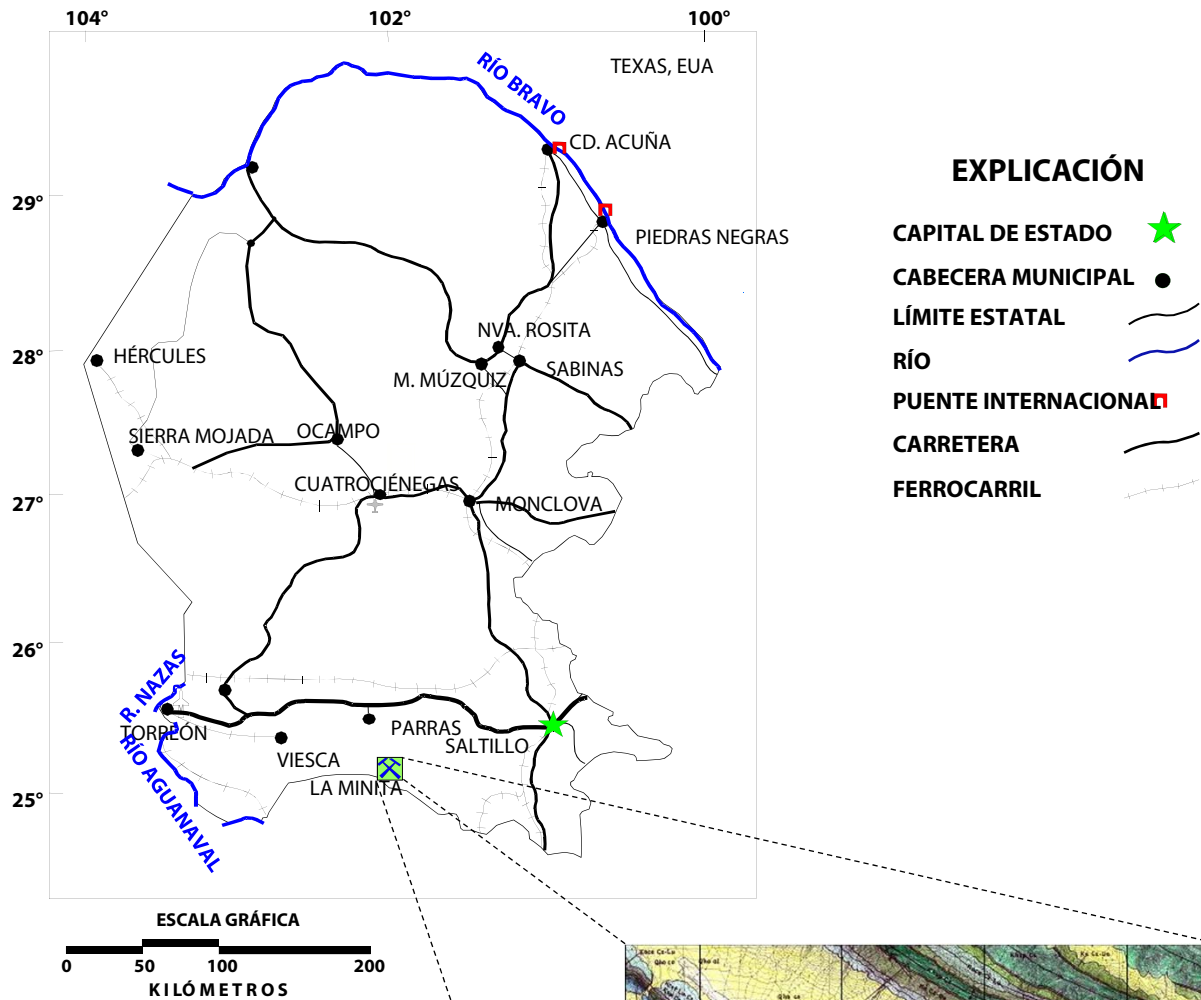 104°
102°
100°
TEXAS, EUA
RÍO BRAVO
CD. ACUÑA
29°
PIEDRAS NEGRAS
28°
HÉRCULES
NVA. ROSITA
SABINAS
M. MÚZQUIZ
SIERRA MOJADA
OCAMPO
CUATROCIÉNEGAS
27°
MONCLOVA
26°
R. NAZAS
TORREÓN
PARRAS
SALTILLO
RÍO AGUANAVAL
VIESCA
LA MINITA
25°
EXPLICACIÓN
CAPITAL DE ESTADO
CABECERA MUNICIPAL
LÍMITE ESTATAL
RÍO
PUENTE INTERNACIONAL
CARRETERA
FERROCARRIL
ESCALA GRÁFICA
0 50 100 200
KILÓMETROS